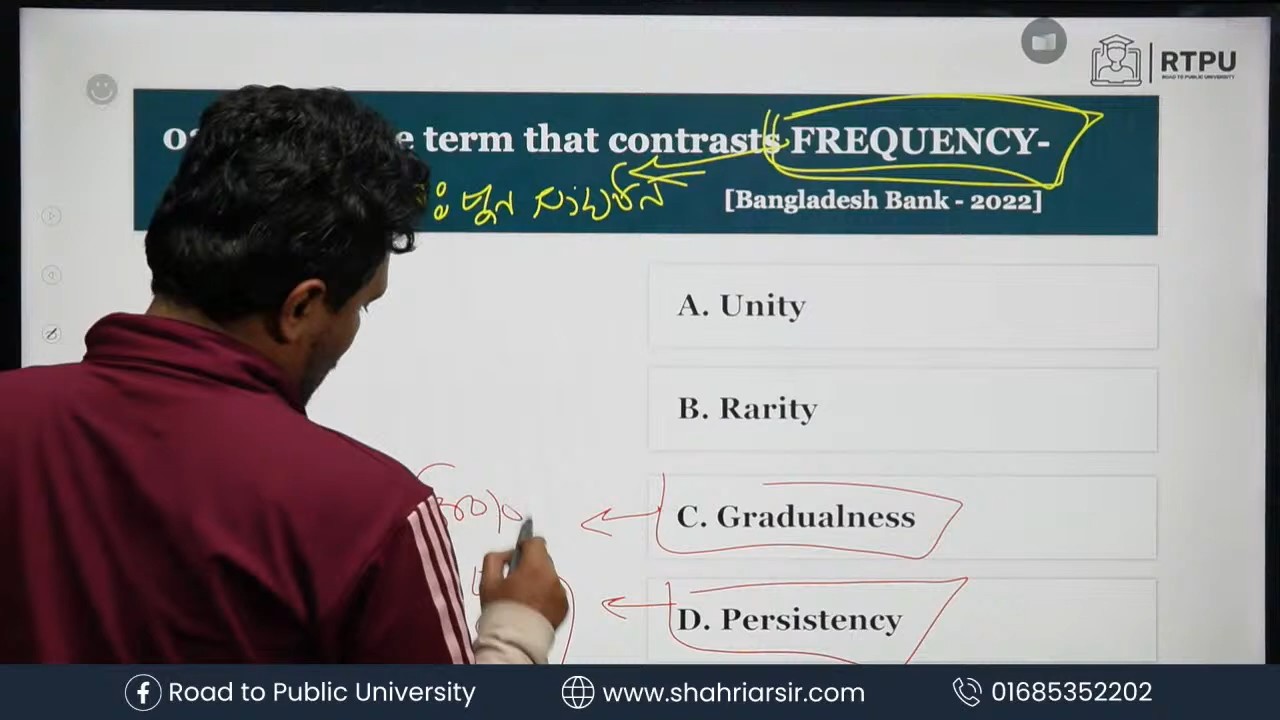 RTPU
ROAD TO PUBLIC UNIVERSITY
term that contrasts FREQUENCY-
[Bangladesh Bank - 2022]
A. Unity
B. Rarity
C. Gradualness
D. Persistency
Road to Public University
www.shahriarsir.com
01685352202